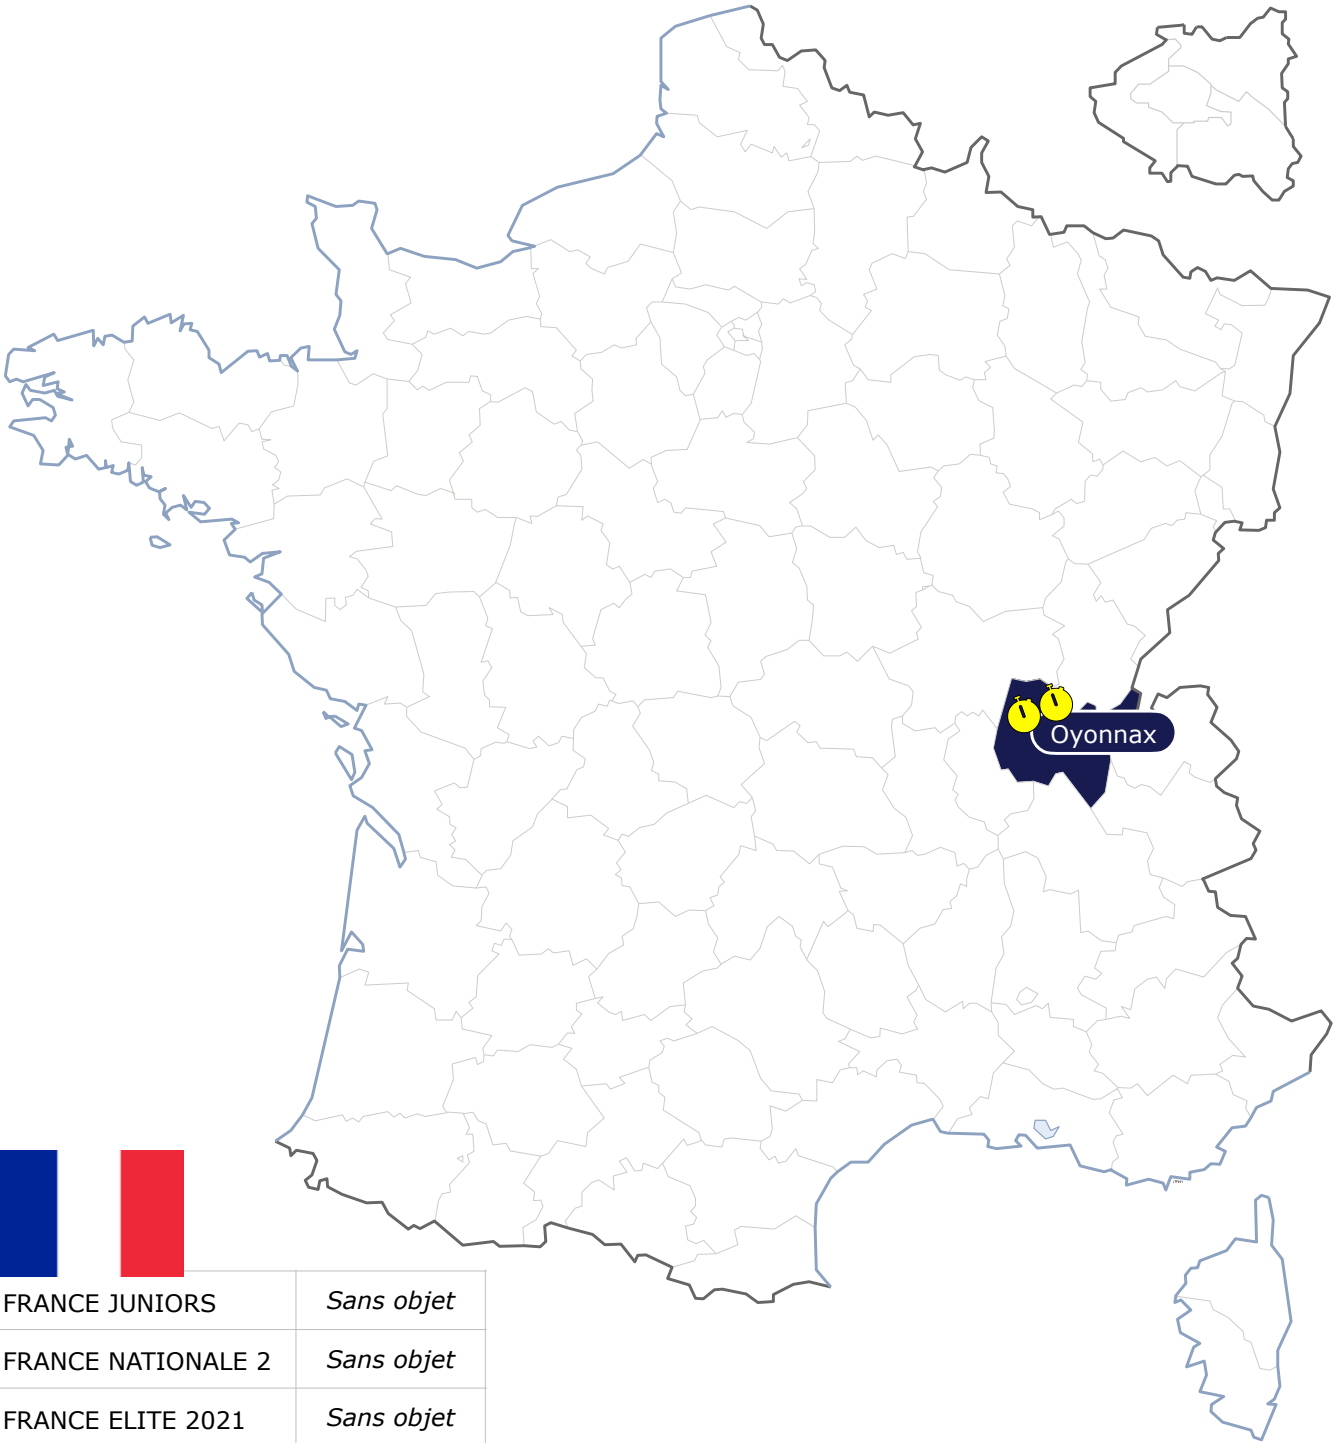 Oyonnax
FRANCE JUNIORS Sans objet
FRANCE NATIONALE 2 Sans objet
FRANCE ELITE 2021 Sans objet